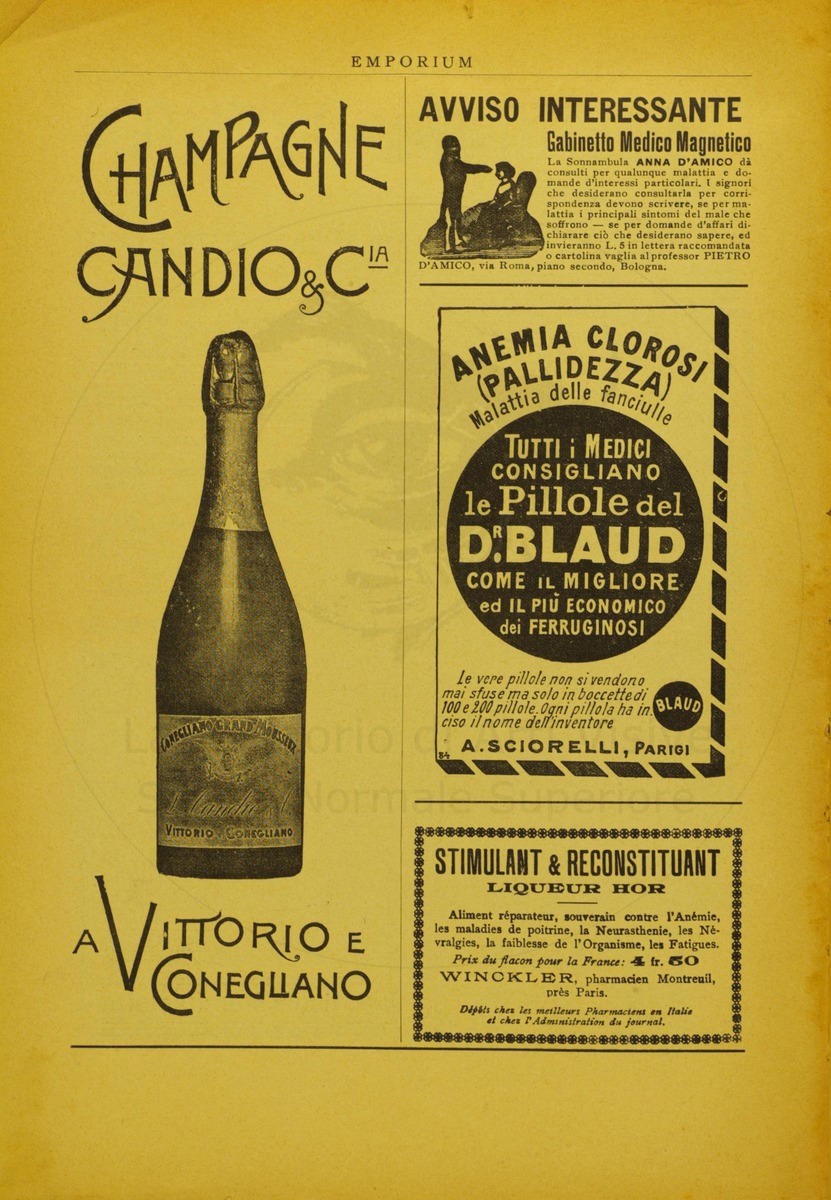 EMPORIUM
CHAMPAGNE
CANDIO & CIA
CONEGLIANO GRAND MOUSSEUX
VITTORIO - CONEGLIANO
A VITTORIO E
CONEGLIANO
AVVISO INTERESSANTE
Gabinetto Medico Magnetico
La Sonnambula ANNA D'AMICO dà
consulti per qualunque malattia e do-
mande d'interessi particolari. I signori
che desiderano consultarla per corri-
spondenza devono scrivere, se per ma-
lattia i principali sintomi del male che
soffrono — se per domande d'affari di-
chiarare ciò che desiderano sapere, ed
invieranno L. 5 in lettera raccomandata
o cartolina vaglia al professor PIETRO
D'AMICO, via Roma, piano secondo, Bologna.
ANEMIA CLOROSI
(PALLIDEZZA)
Malattia delle fanciulle
TUTTI i MEDICI
CONSIGLIANO
le Pillole del
DR. BLAUD
COME IL MIGLIORE
ed IL PIÙ ECONOMICO
dei FERRUGINOSI
Le vere pillole non si vendono
mai sfuse ma solo in boccette di
100 e 200 pillole. Ogni pillola ha in.
ciso il nome dell'inventore
BLAUD
84 A. SCIORELLI, PARIGI
STIMULANT & RECONSTITUANT
LIQUEUR HOR
Aliment réparateur, souverain contre l'Anémie,
les maladies de poitrine, la Neurasthenie, les Né-
vralgies, la faiblesse de l'Organisme, les Fatigues.
Prix du flacon pour la France: 4 fr. 50
WINCKLER, pharmacien Montreuil,
près Paris.
Dépôts chez les meilleurs Pharmaciens en Italie
et chez l'Administration du journal.